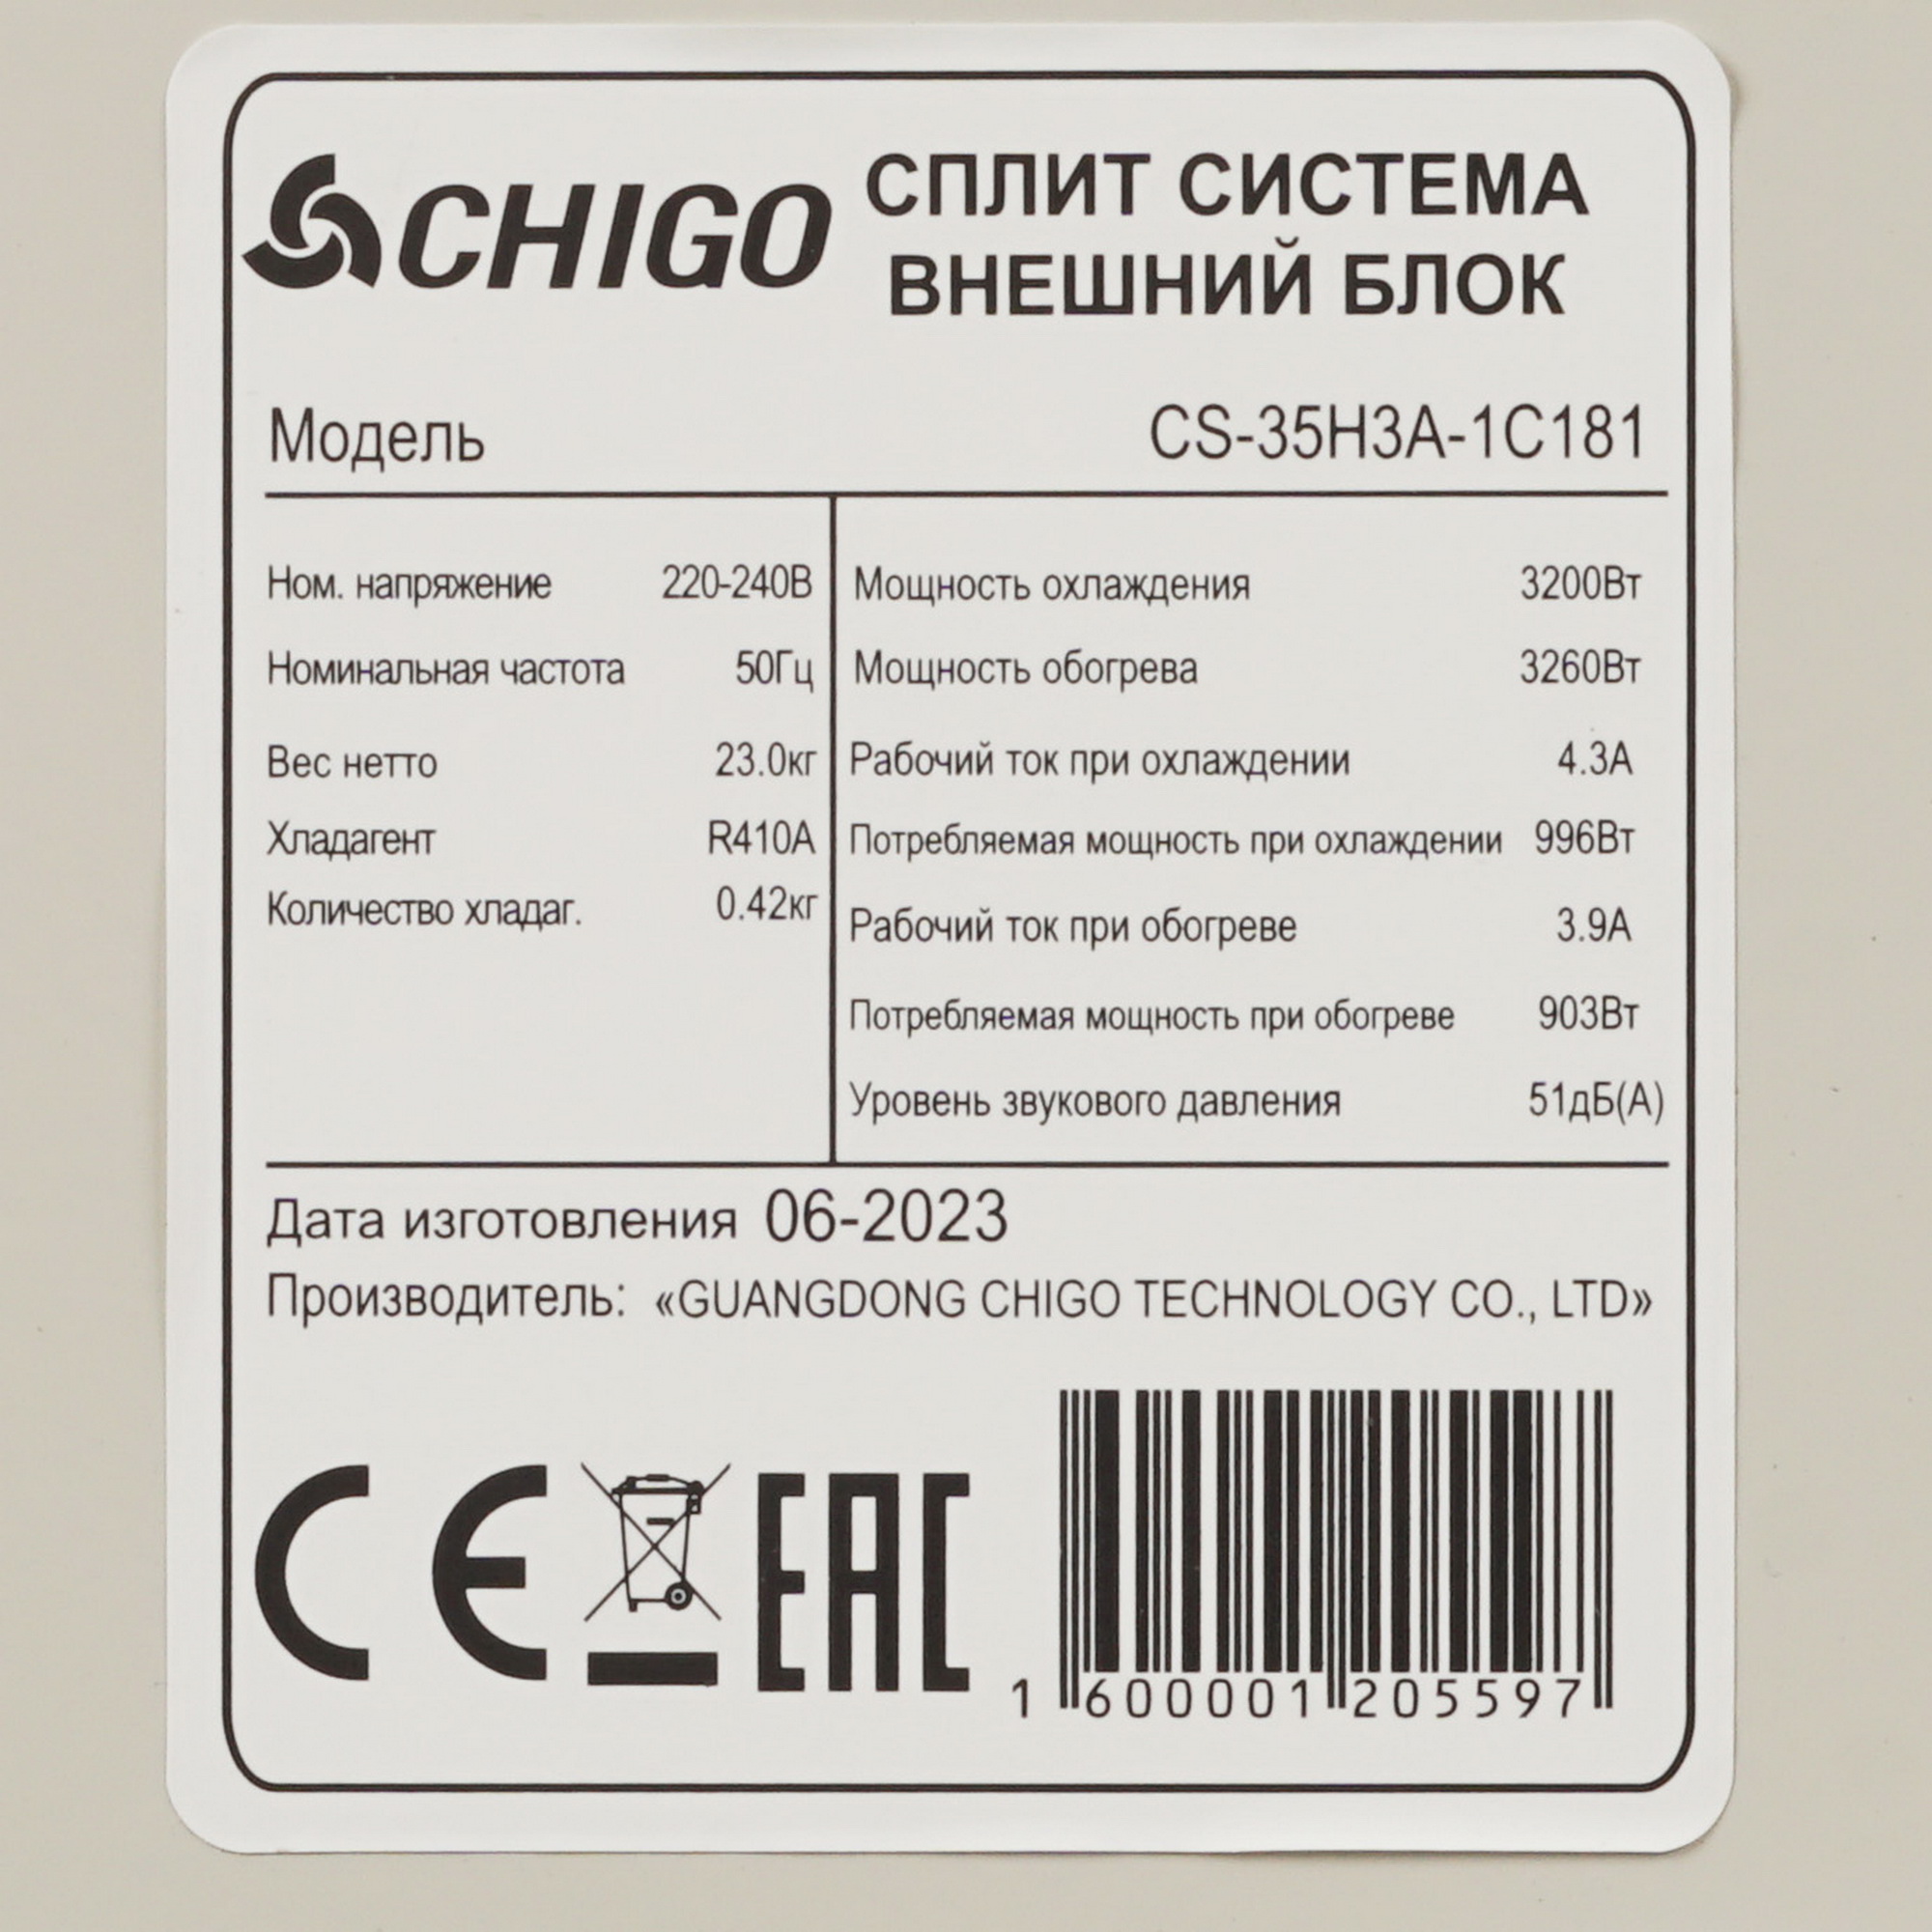 CHIGO СПЛИТ СИСТЕМА
ВНЕШНИЙ БЛОК
Модель CS-35H3A-1C181
Ном. напряжение 220-240В
Номинальная частота 50Гц
Вес нетто 23.0кг
Хладагент R410A
Количество хладаг. 0.42кг
Мощность охлаждения 3200Вт
Мощность обогрева 3260Вт
Рабочий ток при охлаждении 4.3А
Потребляемая мощность при охлаждении 996Вт
Рабочий ток при обогреве 3.9А
Потребляемая мощность при обогреве 903Вт
Уровень звукового давления 51дБ(А)
Дата изготовления 06-2023
Производитель: «GUANGDONG CHIGO TECHNOLOGY CO., LTD»
CE EAC
1 600001 205597